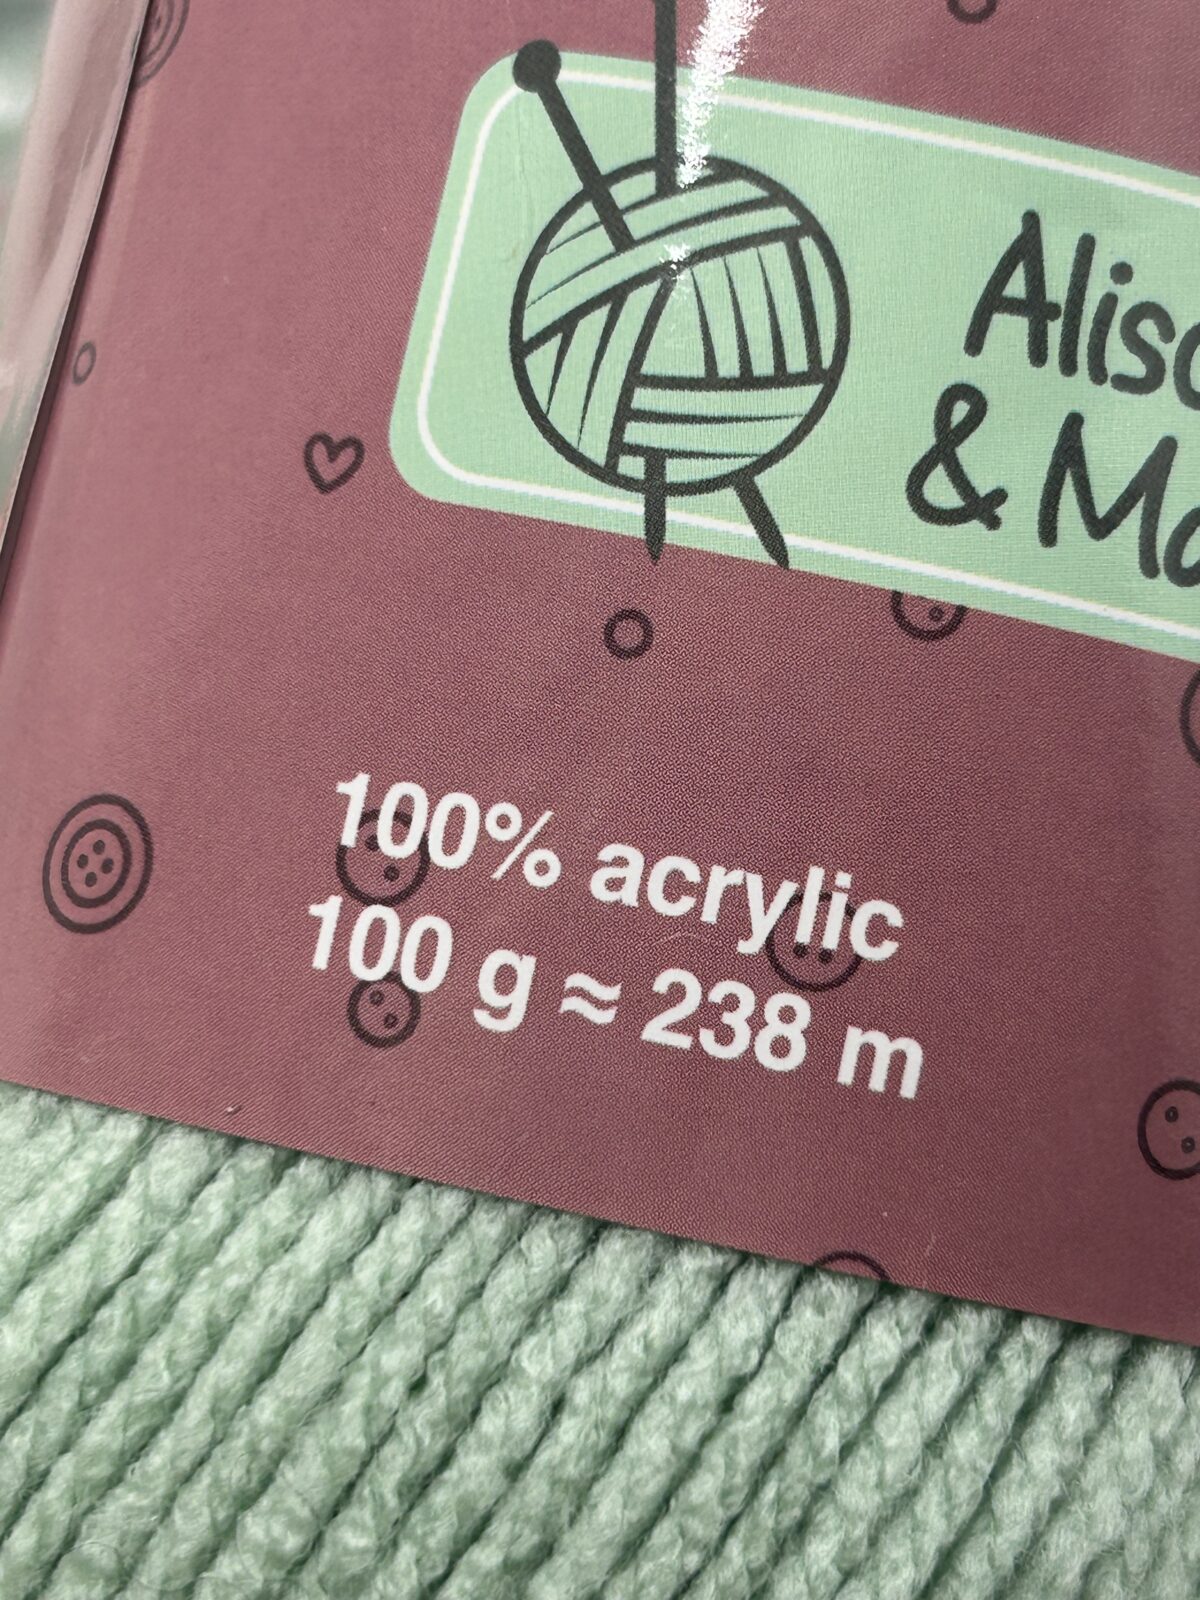 & 
100% acrylic
100 g ≈ 238 m